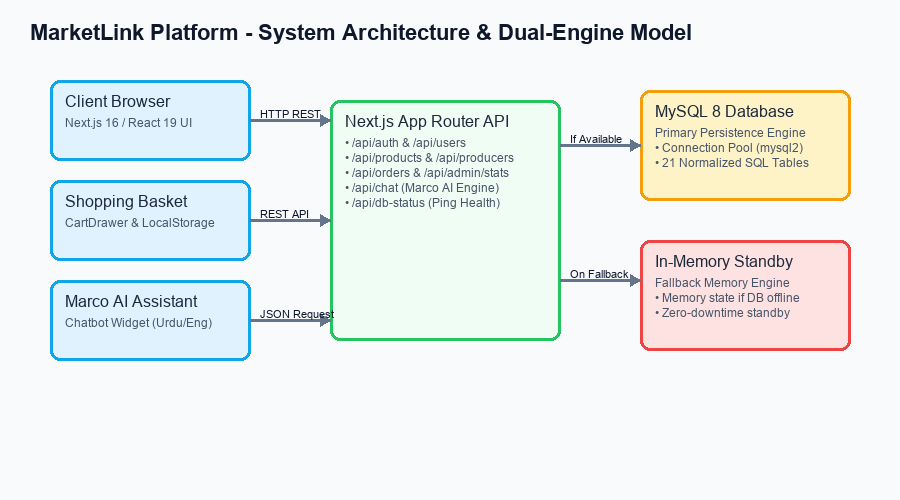 MarketLink Platform - System Architecture & Dual-Engine Model
Client Browser
Next.js 16 / React 19 UI
Shopping Basket
CartDrawer & LocalStorage
Marco AI Assistant
Chatbot Widget (Urdu/Eng)
HTTP REST
REST API
JSON Request
Next.js App Router API
• /api/auth & /api/users
• /api/products & /api/producers
• /api/orders & /api/admin/stats
• /api/chat (Marco AI Engine)
• /api/db-status (Ping Health)
If Available
On Fallback
MySQL 8 Database
Primary Persistence Engine
• Connection Pool (mysql2)
• 21 Normalized SQL Tables
In-Memory Standby
Fallback Memory Engine
• Memory state if DB offline
• Zero-downtime standby